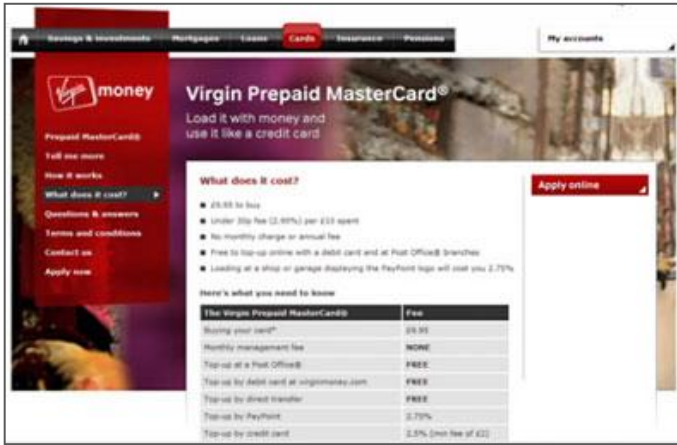 Savings & Investments Mortgages Loans Cards Insurance Pensions
My accounts
Virgin money
Virgin Prepaid MasterCard®
Load it with money and
use it like a credit card
Prepaid MasterCard®
Tell me more
How it works
What does it cost?
Questions & answers
Terms and conditions
Contact us
Apply now
What does it cost?
£9.95 to buy
Under 30p fee (2.95%) per £10 spent
No monthly charge or annual fee
Free to top-up online with a debit card and at Post Office® branches
Loading at a shop or garage displaying the PayPoint logo will cost you 2.75%
Apply online
Here's what you need to know
The Virgin Prepaid MasterCard® Fee
Buying your card* £9.95
Monthly management fee NONE
Top-up at a Post Office® FREE
Top-up by debit card at virginmoney.com FREE
Top-up by direct transfer FREE
Top-up by PayPoint 2.75%
Top-up by credit card 2.5% (min fee of £2)